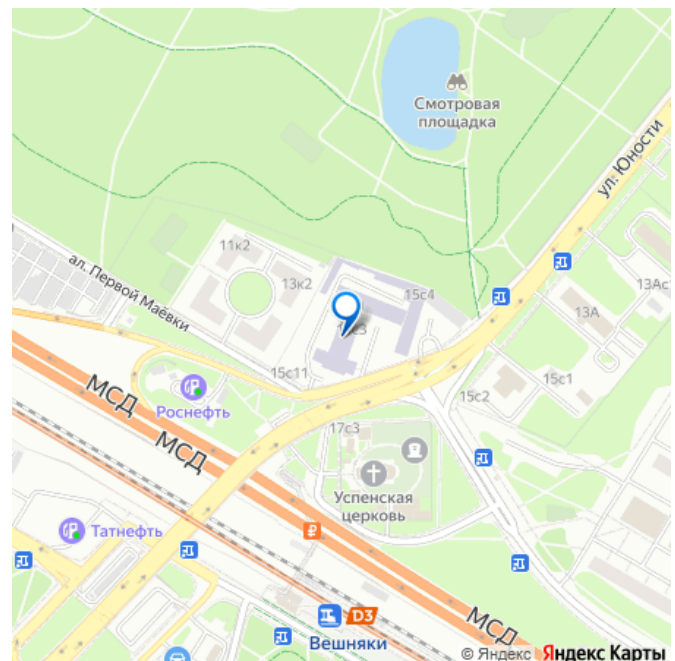 Смотровая
площадка
ул. Юности
11к2
ал. Первой Маёвки
13к2
15с4
13А
15с11
15с1
15с2
МСД
Роснефть
МСД
17с3
Успенская
церковь
Татнефть
D3
МСД
Вешняки
© Яндекс Яндекс Карты